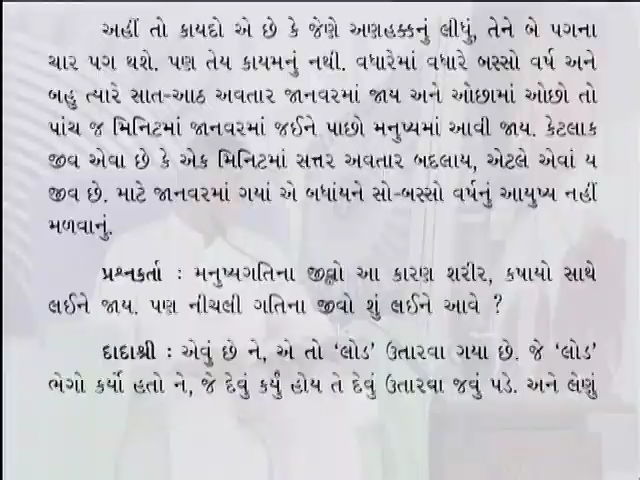 અહીં તો કાયદો એ છે કે જેણે અણહક્કનું લીધું, તેને બે પગના
ચાર પગ થશે. પણ તેય કાયમનું નથી. વધારેમાં વધારે બસ્સો વર્ષ અને
બહુ ત્યારે સાત-આઠ અવતાર જાનવરમાં જાય અને ઓછામાં ઓછો તો
પાંચ જ મિનિટમાં જાનવરમાં જઈને પાછો મનુષ્યમાં આવી જાય. કેટલાક
જીવ એવા છે કે એક મિનિટમાં સત્તર અવતાર બદલાય, એટલે એવાં ય
જીવ છે. માટે જાનવરમાં ગયાં એ બધાંયને સો-બસ્સો વર્ષનું આયુષ્ય નહીં
મળવાનું.
પ્રશ્નકર્તા : મનુષ્યગતિના જીવો આ કારણ શરીર, કષાયો સાથે
લઈને જાય. પણ નીચલી ગતિના જીવો શું લઈને આવે ?
દાદાશ્રી : એવું છે ને, એ તો ‘લોડ’ ઉતારવા ગયા છે. જે ‘લોડ’
ભેગો કર્યો હતો ને, જે દેવું કર્યું હોય તે દેવું ઉતારવા જવું પડે. અને લેણું